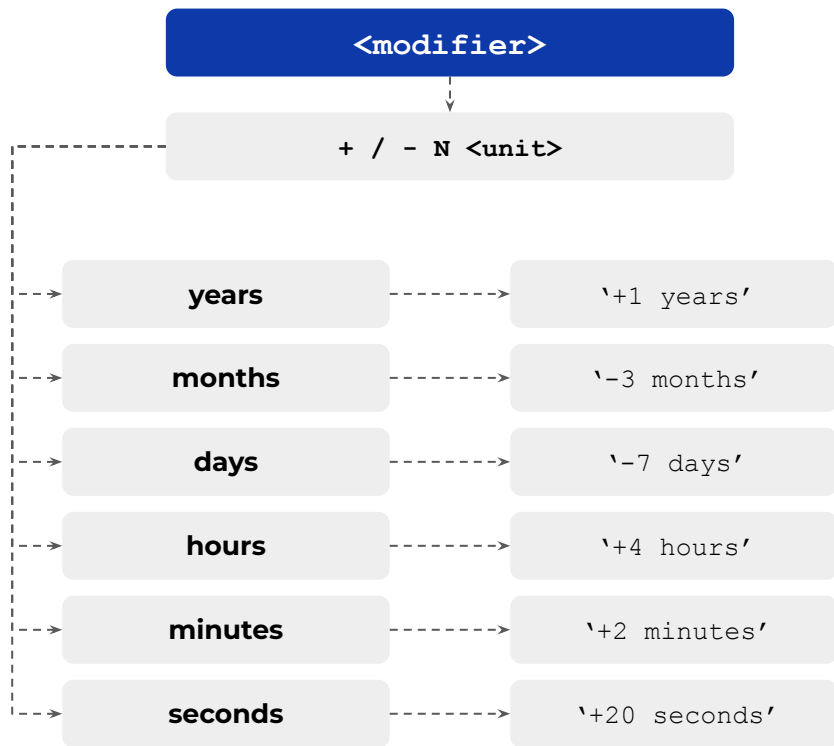 <modifier>
+ / - N <unit>
years
‘+1 years’
months
‘-3 months’
days
‘-7 days’
hours
‘+4 hours’
minutes
‘+2 minutes’
seconds
‘+20 seconds’